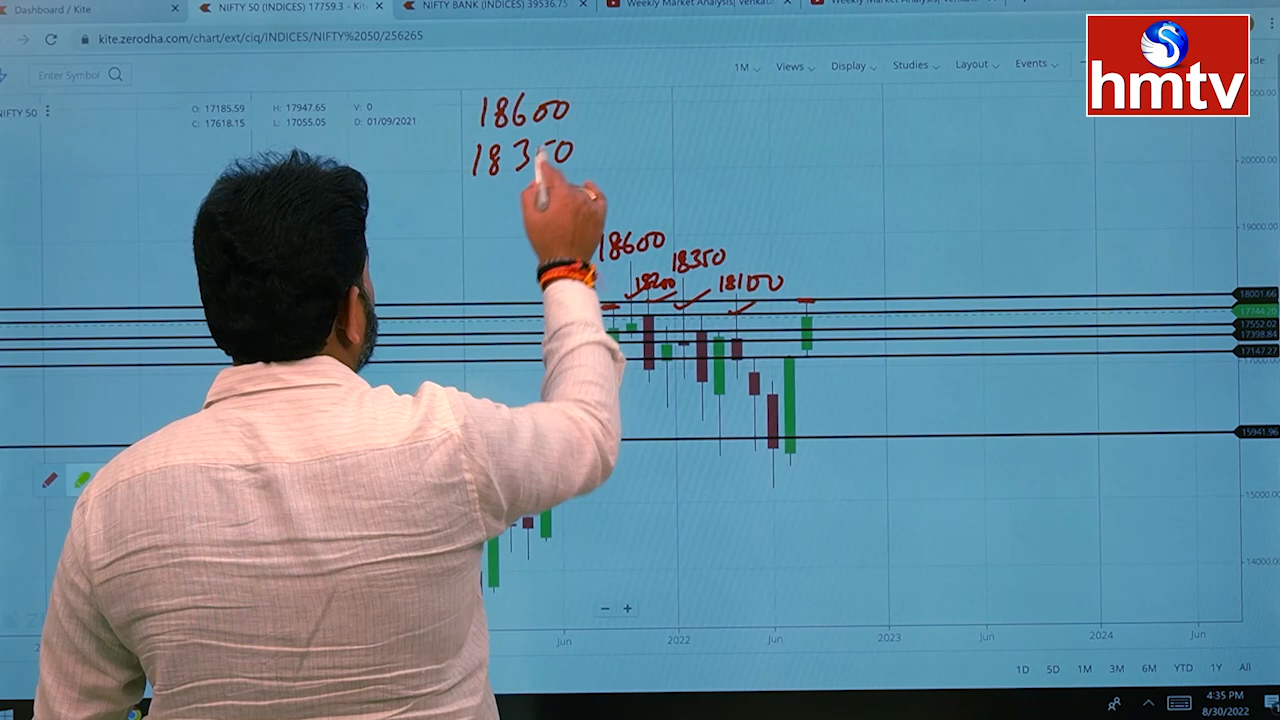 Dashboard / Kite
NIFTY 50 (INDICES) 17759.3 - Kit
NIFTY BANK (INDICES) 39536.75
Weekly Market Analysis| Venkat
kite.zerodha.com/chart/ext/ciq/INDICES/NIFTY%2050/256265
hmtv
Enter Symbol
1M
Views
Display
Studies
Layout
Events
NIFTY 50
O: 17185.59 H: 17947.65 V: 0
C: 17618.15 L: 17055.05 D: 01/09/2021
18600
18350
20000.00
19000.00
18600
18350
18200
18100
18001.66
17744.20
17552.02
17398.84
17147.27
15941.96
15000.00
14000.00
Jun 2022 Jun 2023 Jun 2024 Jun
1D 5D 1M 3M 6M YTD 1Y All
4:35 PM
8/30/2022